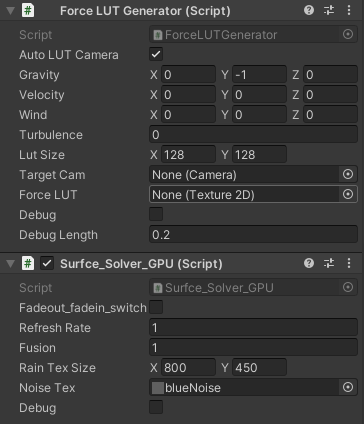 Force LUT Generator (Script)
Script ForceLUTGenerator
Auto LUT Camera
Gravity X 0 Y -1 Z 0
Velocity X 0 Y 0 Z 0
Wind X 0 Y 0 Z 0
Turbulence 0
Lut Size X 128 Y 128
Target Cam None (Camera)
Force LUT None (Texture 2D)
Debug
Debug Length 0.2
Surfce_Solver_GPU (Script)
Script Surfce_Solver_GPU
Fadeout_fadein_switch
Refresh Rate 1
Fusion 1
Rain Tex Size X 800 Y 450
Noise Tex blueNoise
Debug